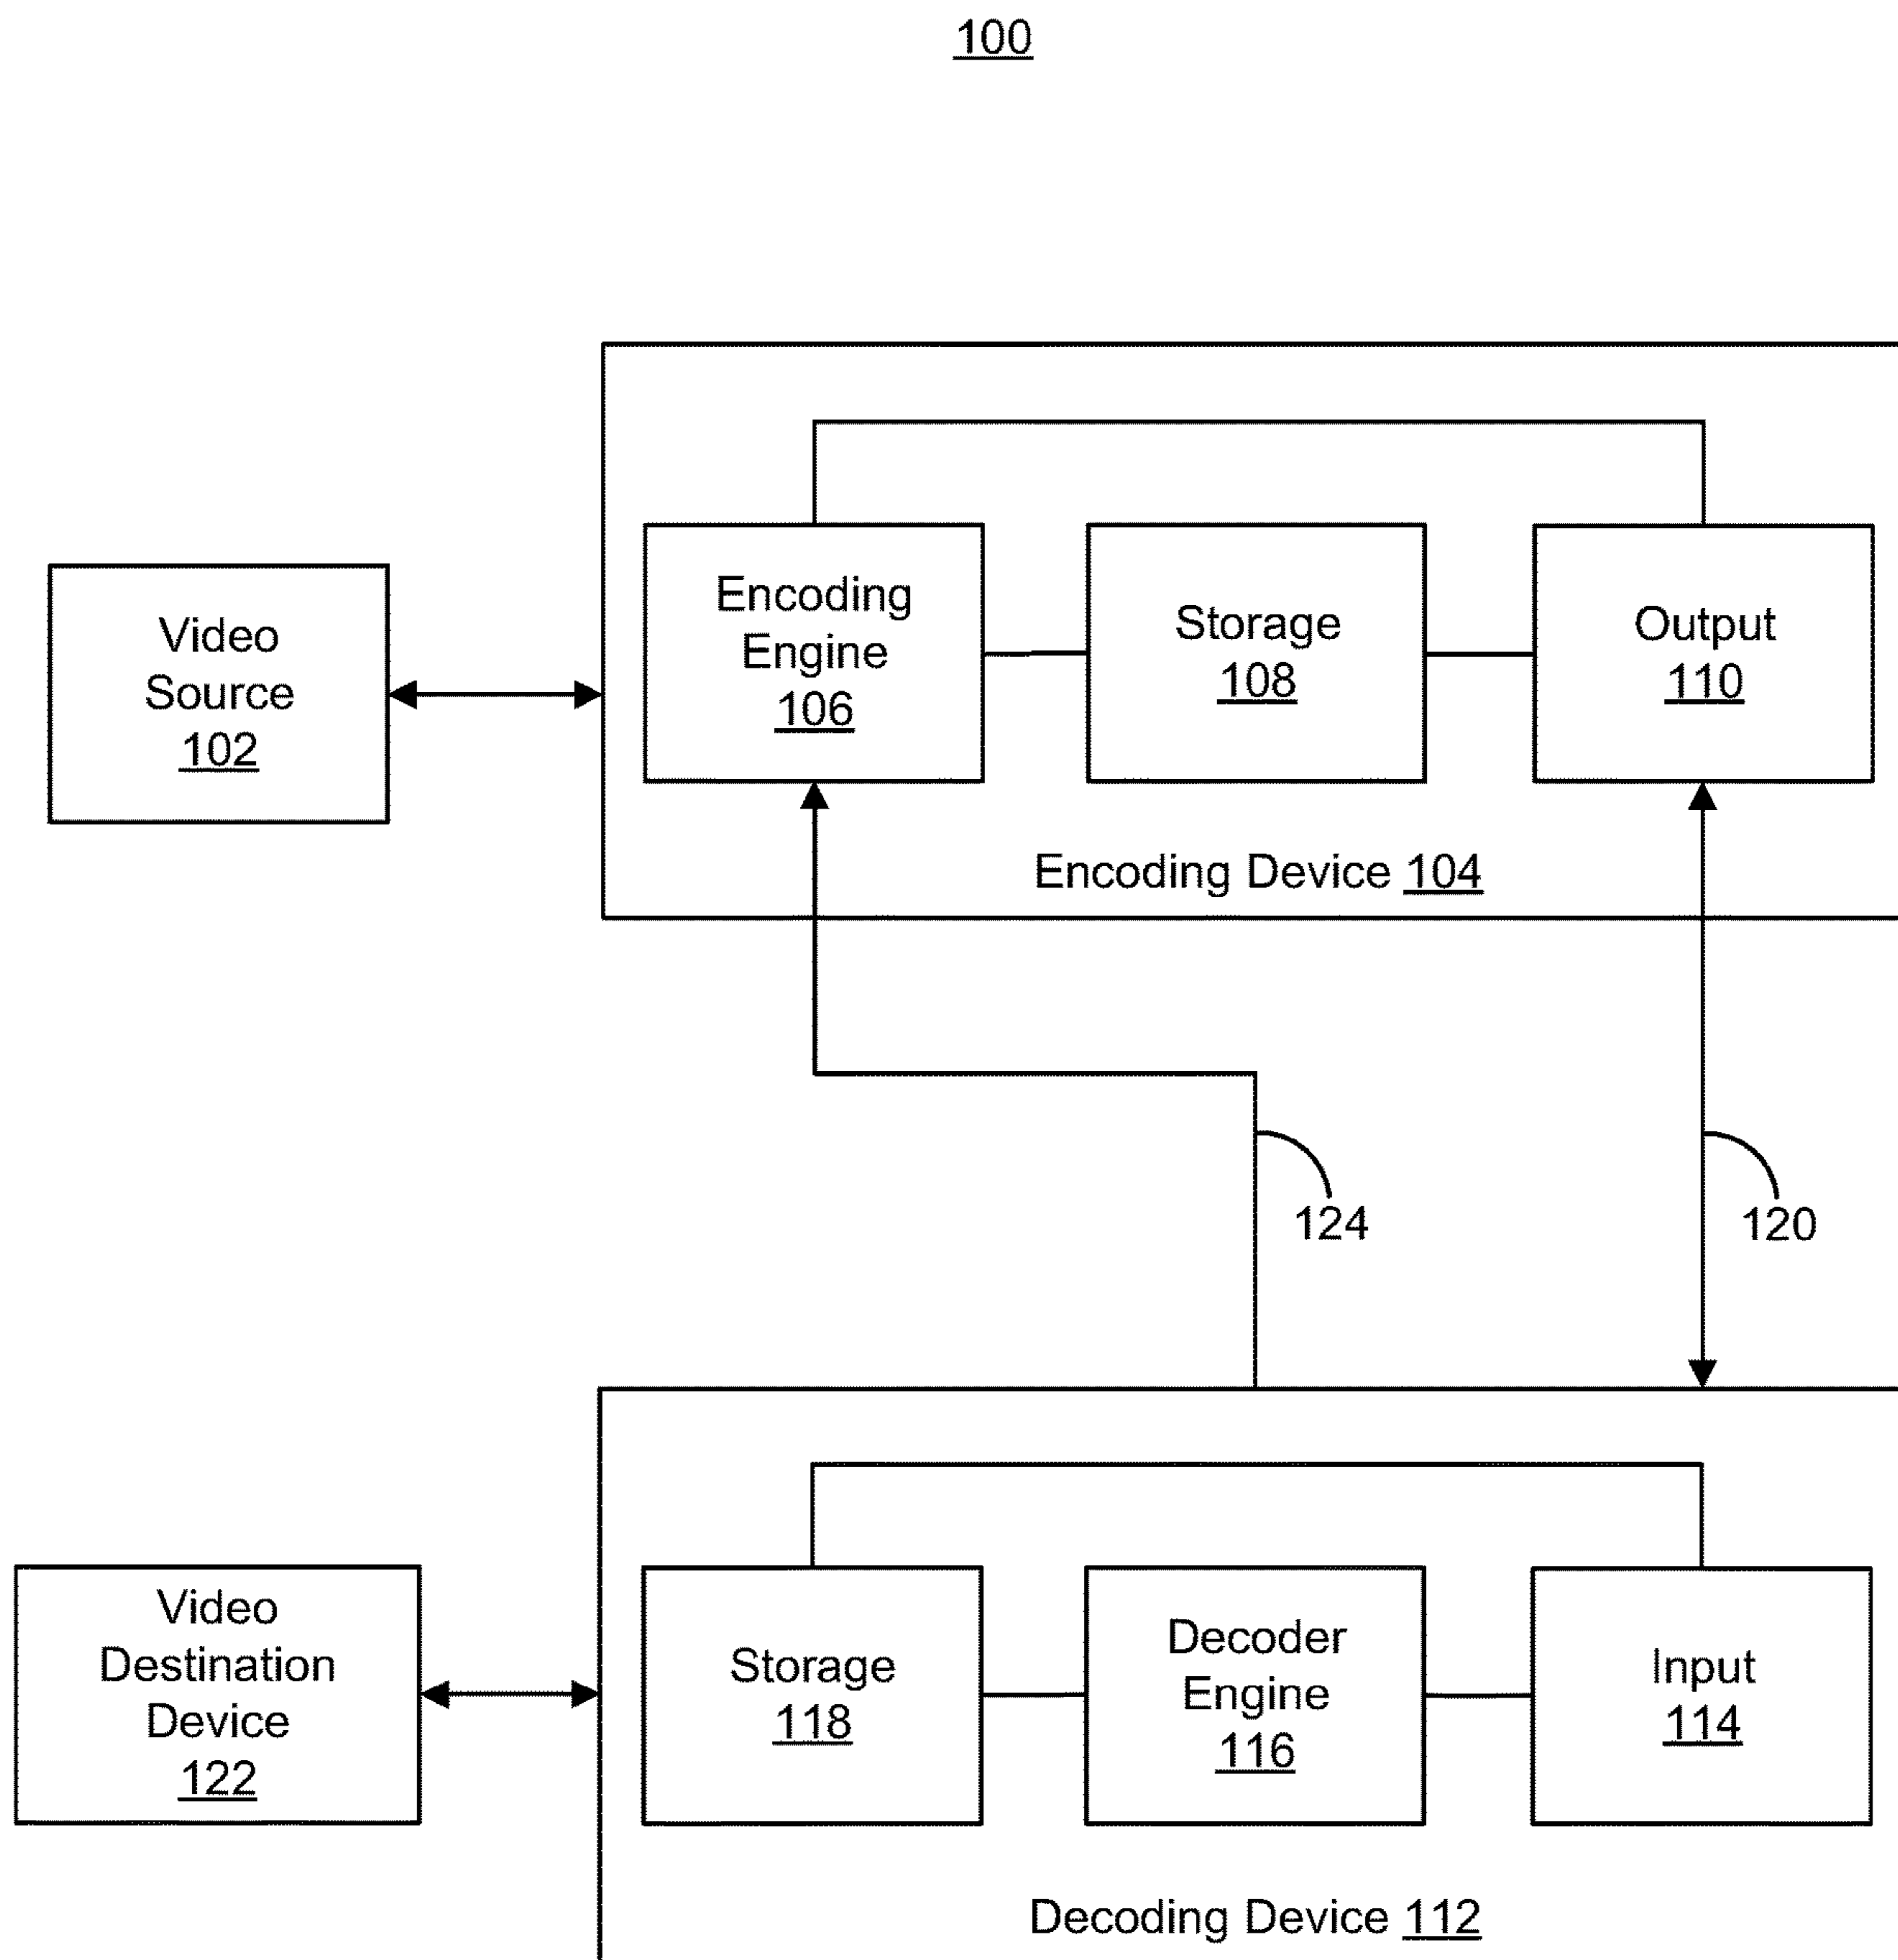 100
Video
Source
102
Encoding
Engine
106
Storage
108
Output
110
Encoding Device 104
124
120
Video
Destination
Device
122
Storage
118
Decoder
Engine
116
Input
114
Decoding Device 112